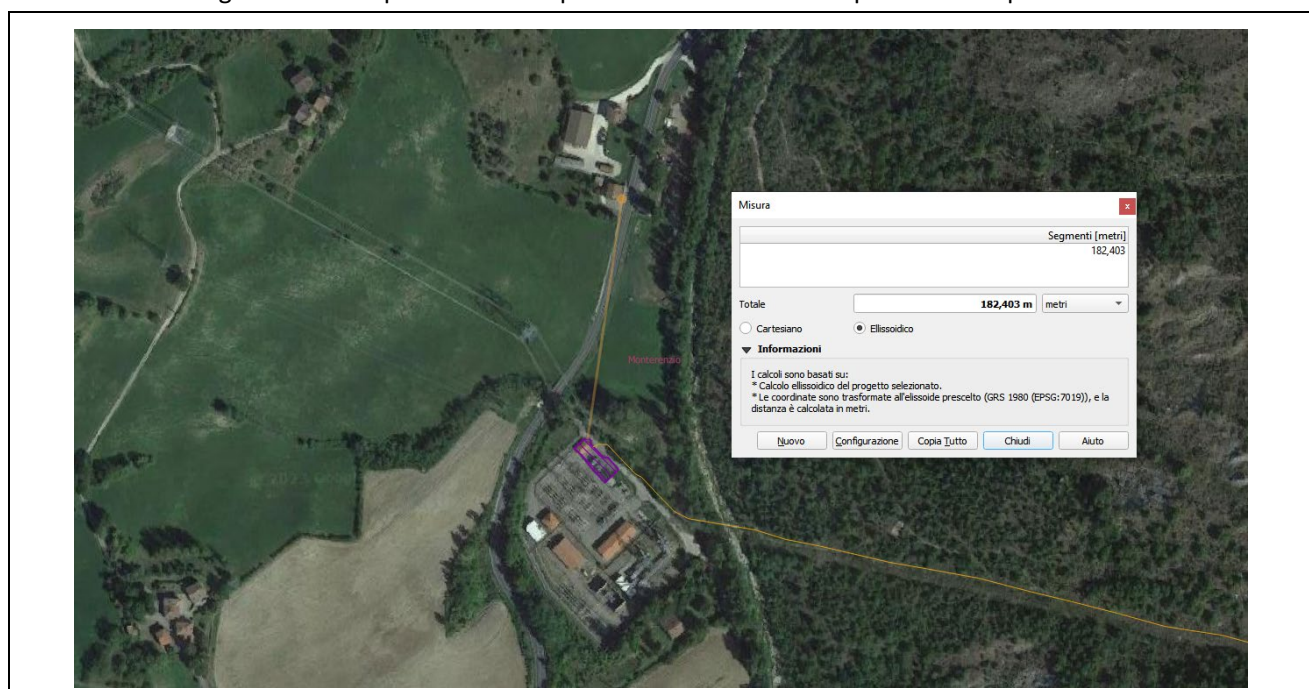 Misura
x
Segmenti [metri]
182,403
Totale
182,403 m
metri
Cartesiano
Ellissoidico
Informazioni
I calcoli sono basati su:
* Calcolo ellissoidico del progetto selezionato.
* Le coordinate sono trasformate all'elissoide prescelto (GRS 1980 (EPSG:7019)), e la
distanza è calcolata in metri.
Nuovo
Configurazione
Copia Tutto
Chiudi
Aiuto
Monterenzio